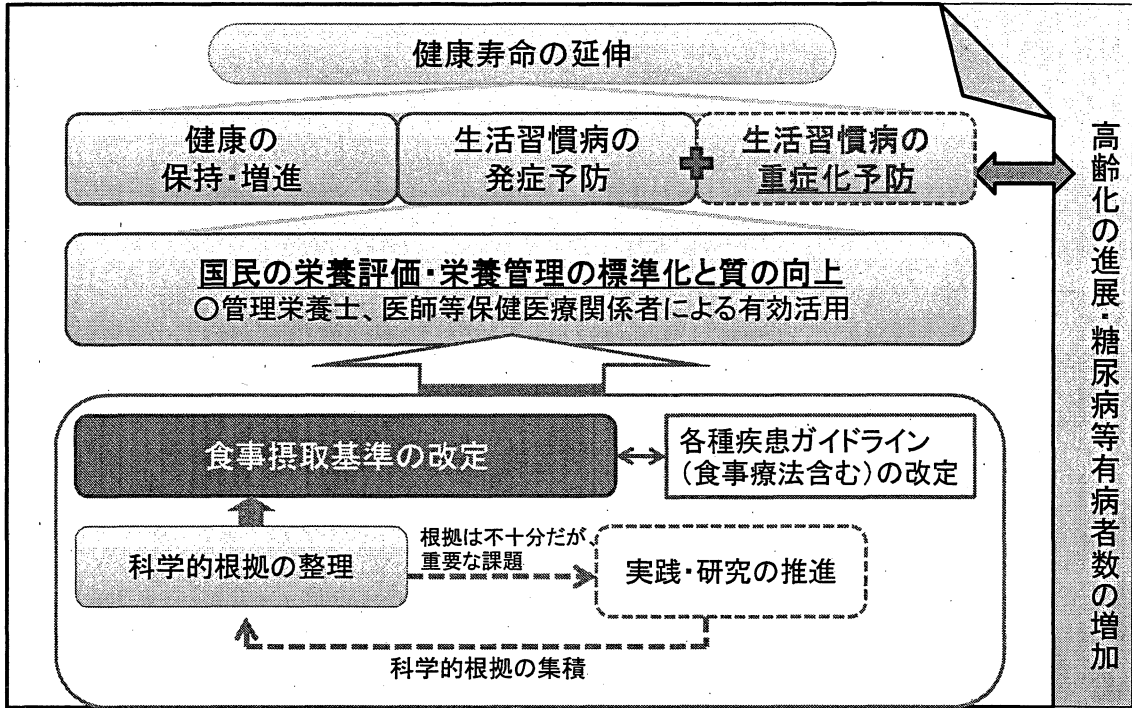 健康寿命の延伸
健康の
保持・増進
生活習慣病の
発症予防
生活習慣病の
重症化予防
国民の栄養評価・栄養管理の標準化と質の向上
○管理栄養士、医師等保健医療関係者による有効活用
食事摂取基準の改定
各種疾患ガイドライン
(食事療法含む)の改定
科学的根拠の整理
根拠は不十分だが、
重要な課題
実践・研究の推進
科学的根拠の集積
高齢化の進展・糖尿病等有病者数の増加